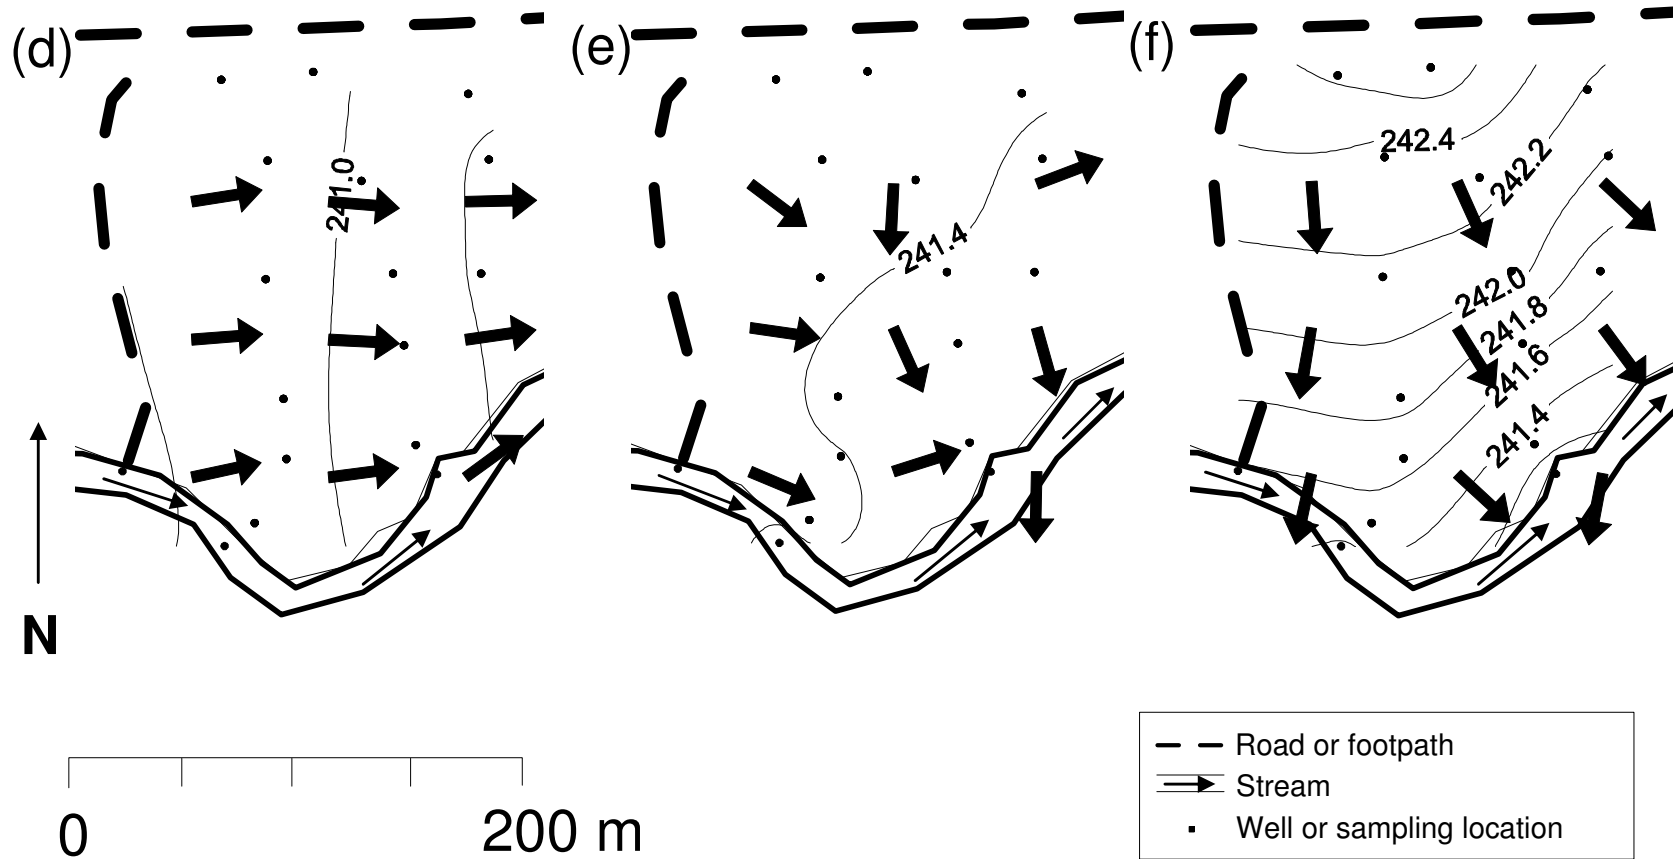 (d)
(e)
(f)
241.0
241.4
242.4
242.2
242.0
241.8
241.6
241.4
N
0
200 m
Road or footpath
Stream
Well or sampling location